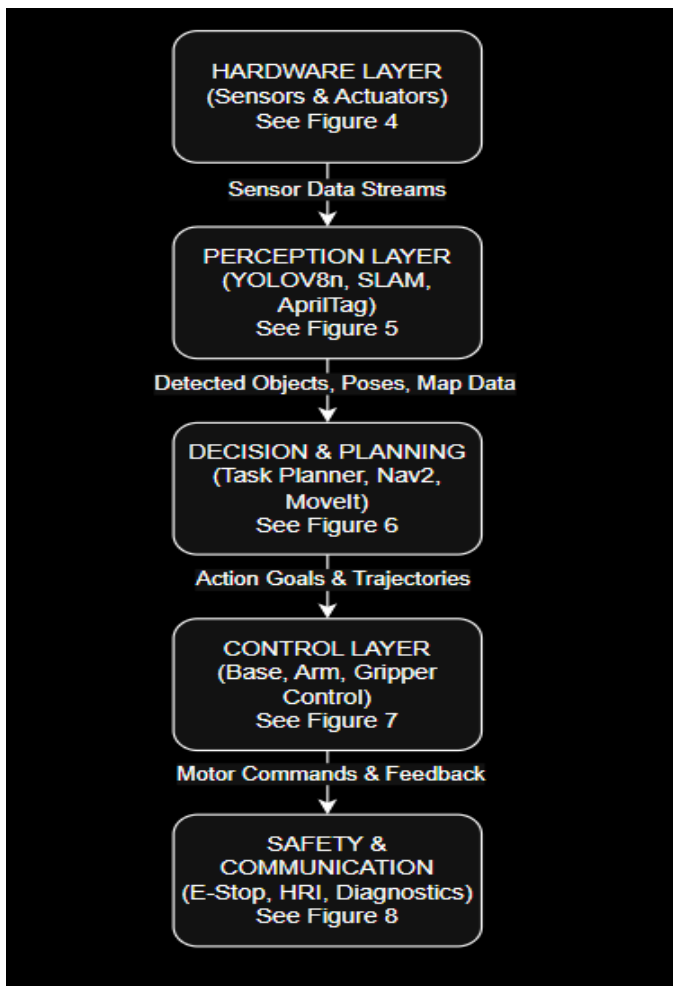 HARDWARE LAYER
(Sensors & Actuators)
See Figure 4
Sensor Data Streams
PERCEPTION LAYER
(YOLOV8n, SLAM,
AprilTag)
See Figure 5
Detected Objects, Poses, Map Data
DECISION & PLANNING
(Task Planner, Nav2,
MoveIt)
See Figure 6
Action Goals & Trajectories
CONTROL LAYER
(Base, Arm, Gripper
Control)
See Figure 7
Motor Commands & Feedback
SAFETY &
COMMUNICATION
(E-Stop, HRI, Diagnostics)
See Figure 8